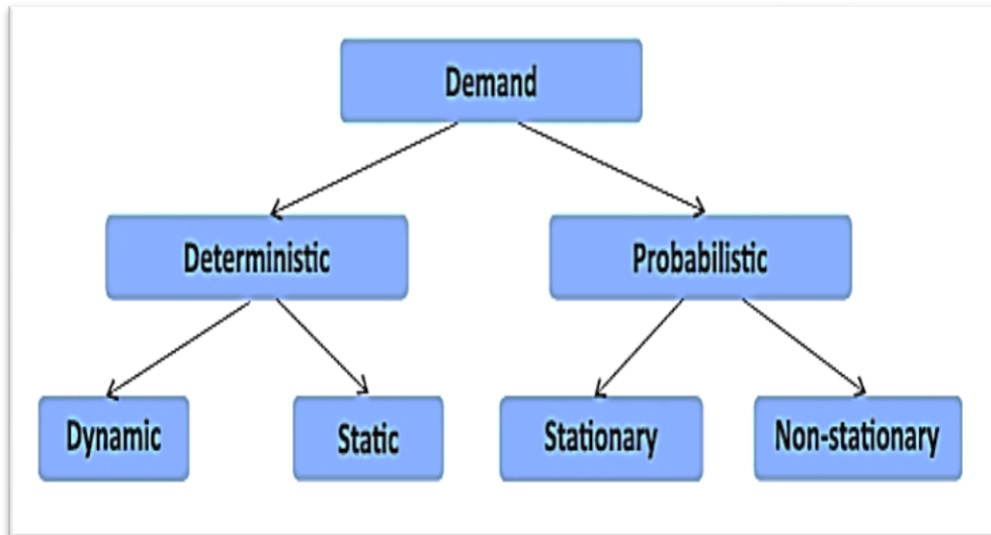 Demand
Deterministic
Probabilistic
Dynamic
Static
Stationary
Non-stationary